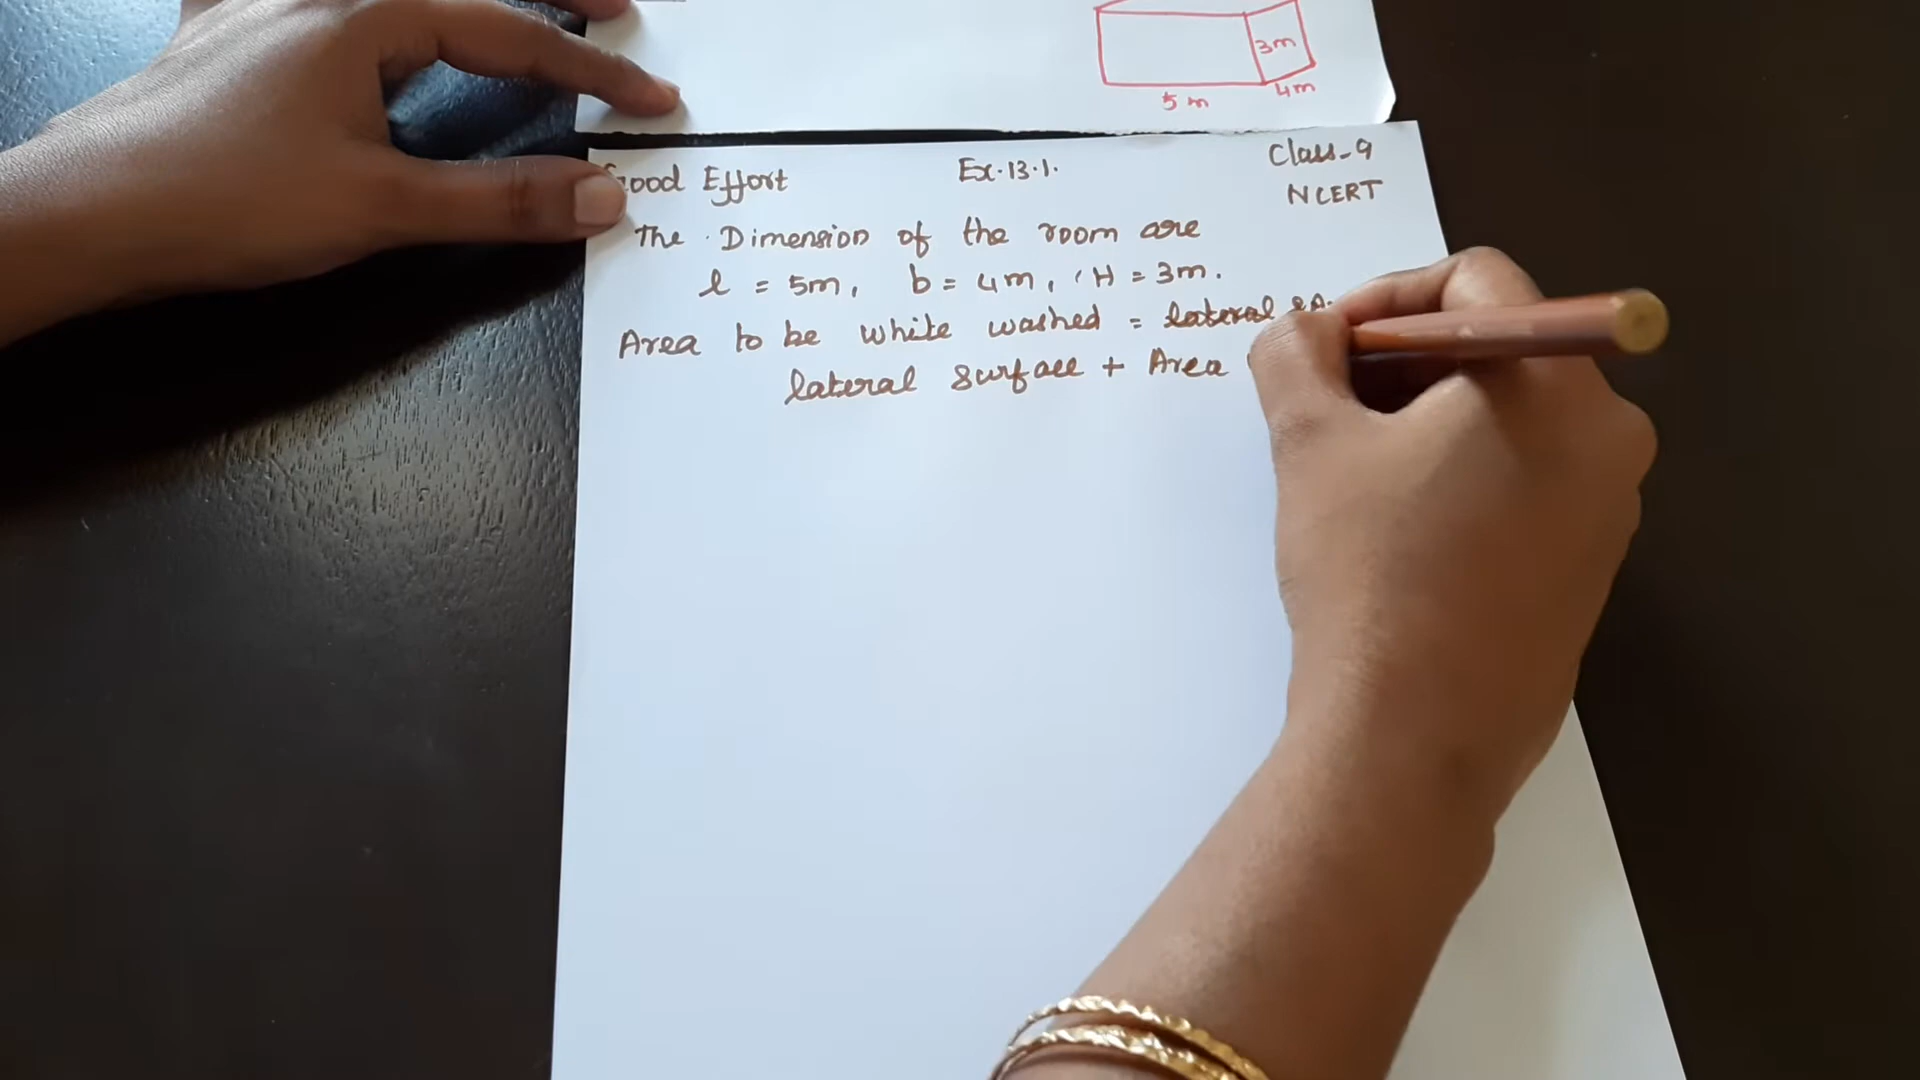 3m
4m
5 m
Good Effort
Ex.13.1.
Class-9
NCERT
The Dimension of the room are
l = 5m, b = 4m, H = 3m.
Area to be white washed = lateral
lateral surface + Area